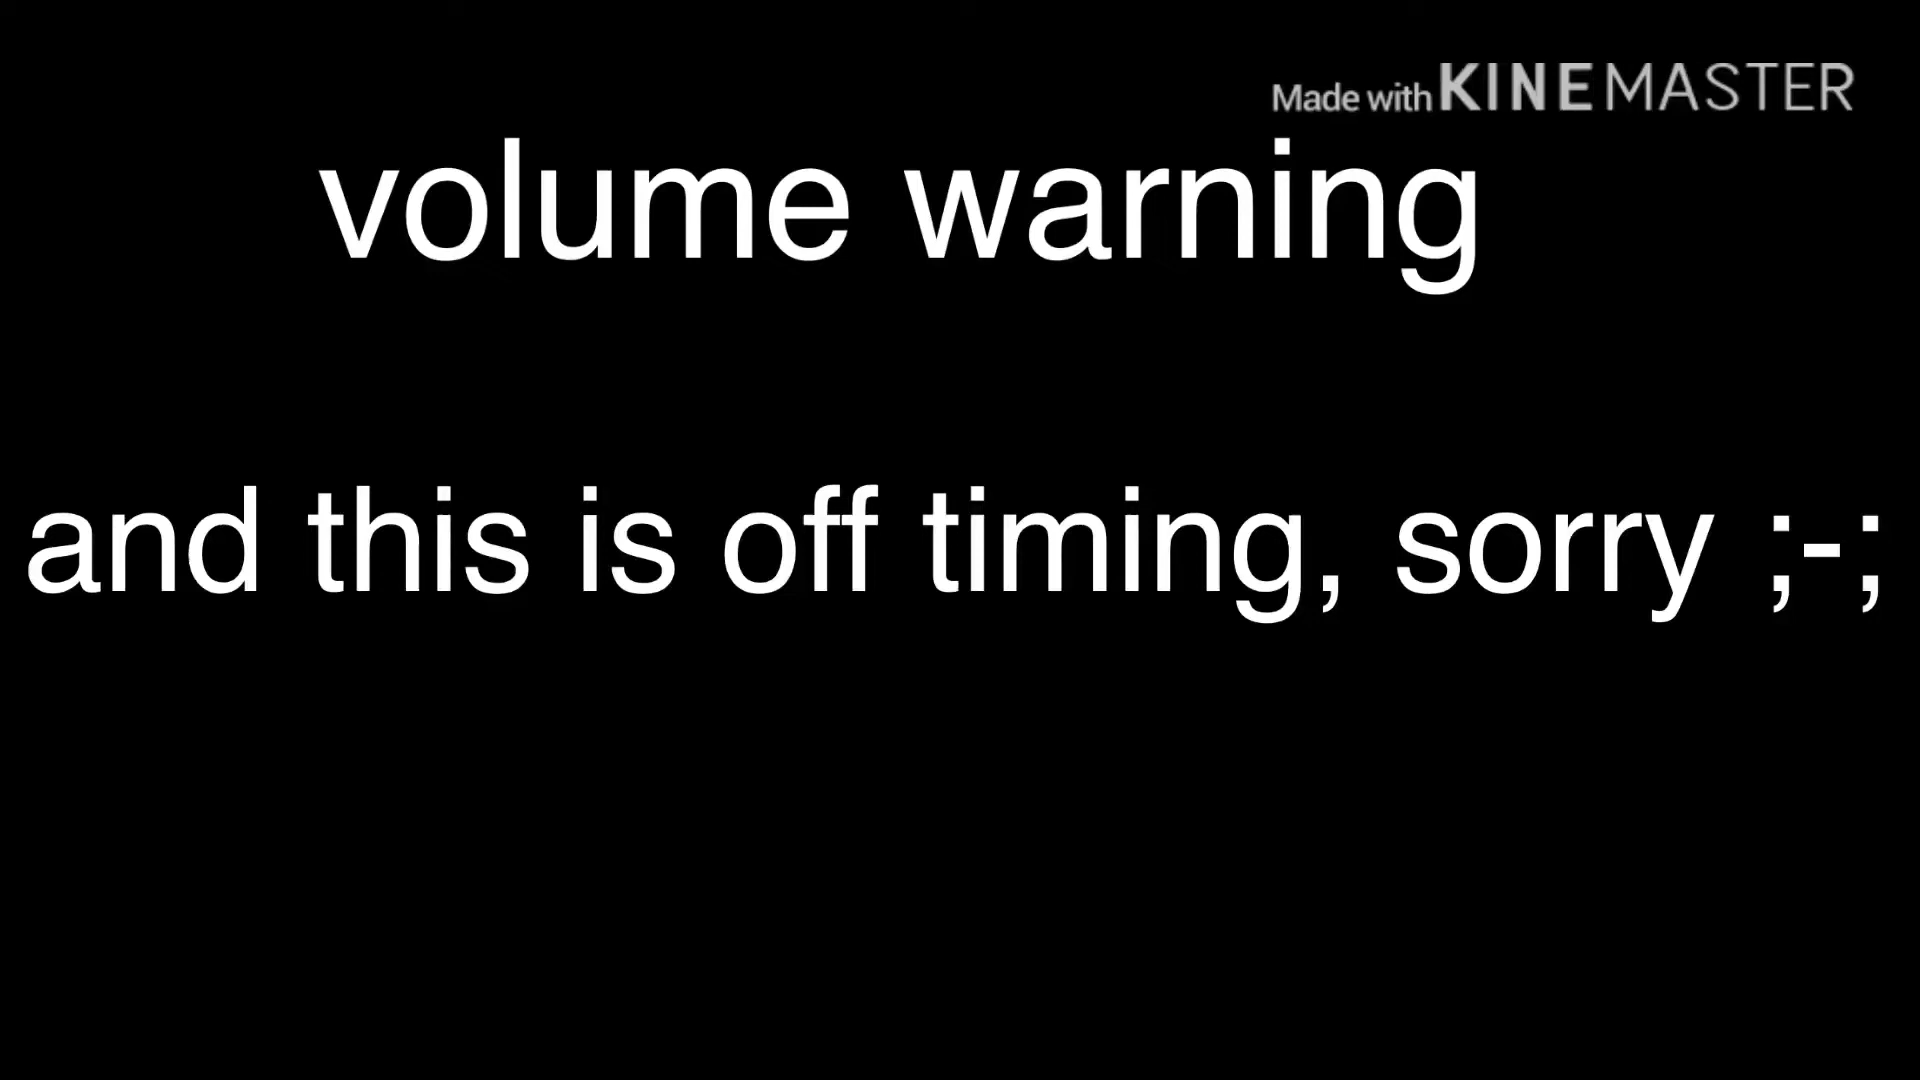 Made with KINEMASTER
volume warning
and this is off timing, sorry ;-;